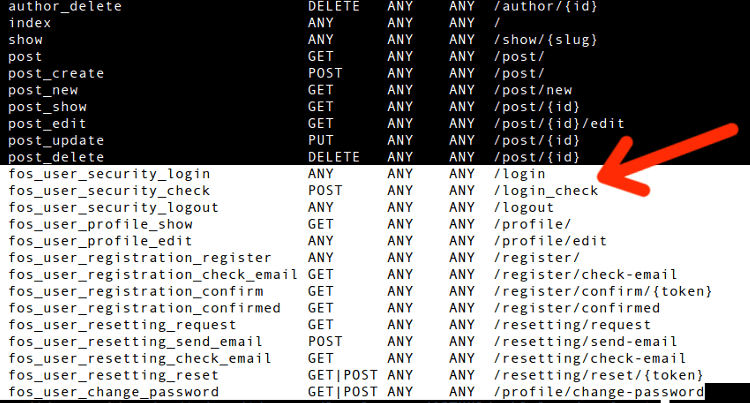 author_delete DELETE ANY ANY /author/{id}
index ANY ANY ANY /
show ANY ANY ANY /show/{slug}
post GET ANY ANY /post/
post_create POST ANY ANY /post/
post_new GET ANY ANY /post/new
post_show GET ANY ANY /post/{id}
post_edit GET ANY ANY /post/{id}/edit
post_update PUT ANY ANY /post/{id}
post_delete DELETE ANY ANY /post/{id}
fos_user_security_login ANY ANY ANY /login
fos_user_security_check POST ANY ANY /login_check
fos_user_security_logout ANY ANY ANY /logout
fos_user_profile_show GET ANY ANY /profile/
fos_user_profile_edit ANY ANY ANY /profile/edit
fos_user_registration_register ANY ANY ANY /register/
fos_user_registration_check_email GET ANY ANY /register/check-email
fos_user_registration_confirm GET ANY ANY /register/confirm/{token}
fos_user_registration_confirmed GET ANY ANY /register/confirmed
fos_user_resetting_request GET ANY ANY /resetting/request
fos_user_resetting_send_email POST ANY ANY /resetting/send-email
fos_user_resetting_check_email GET ANY ANY /resetting/check-email
fos_user_resetting_reset GET|POST ANY ANY /resetting/reset/{token}
fos_user_change_password GET|POST ANY ANY /profile/change-password